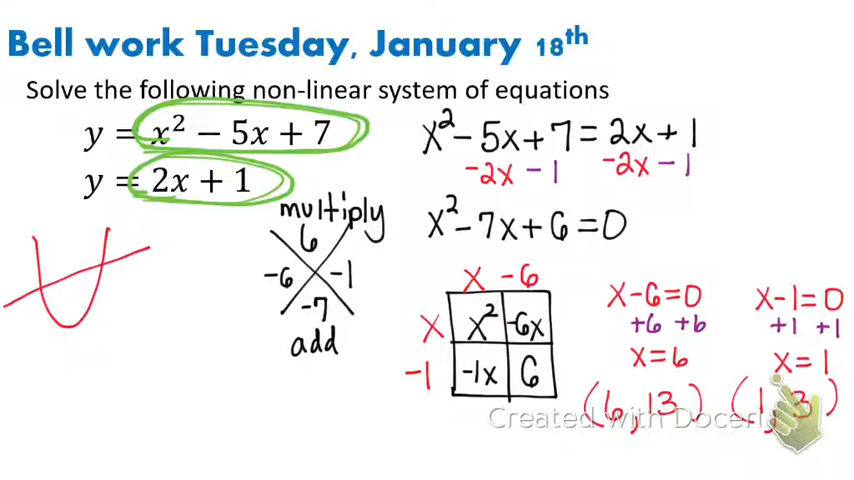 Bell work Tuesday, January 18th
Solve the following non-linear system of equations
y = x² − 5x + 7
y = 2x + 1
x² - 5x + 7 = 2x + 1
-2x - 1 -2x - 1
x² - 7x + 6 = 0
multiply
6
-6 -1
-7
add
x -6
x x² -6x
-1 -1x 6
x - 6 = 0
+6 +6
x = 6
(6, 13)
x - 1 = 0
+1 +1
x = 1
(1, 3)
Created with Doceri